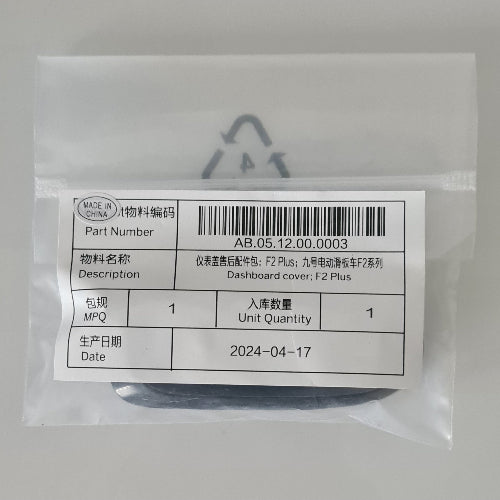 4
MADE IN
CHINA
物料编码
Part Number
AB.05.12.00.0003
物料名称
Description
仪表盖售后配件包；F2 Plus；九号电动滑板车F2系列
Dashboard cover; F2 Plus
包规
MPQ
1
入库数量
Unit Quantity
1
生产日期
Date
2024-04-17